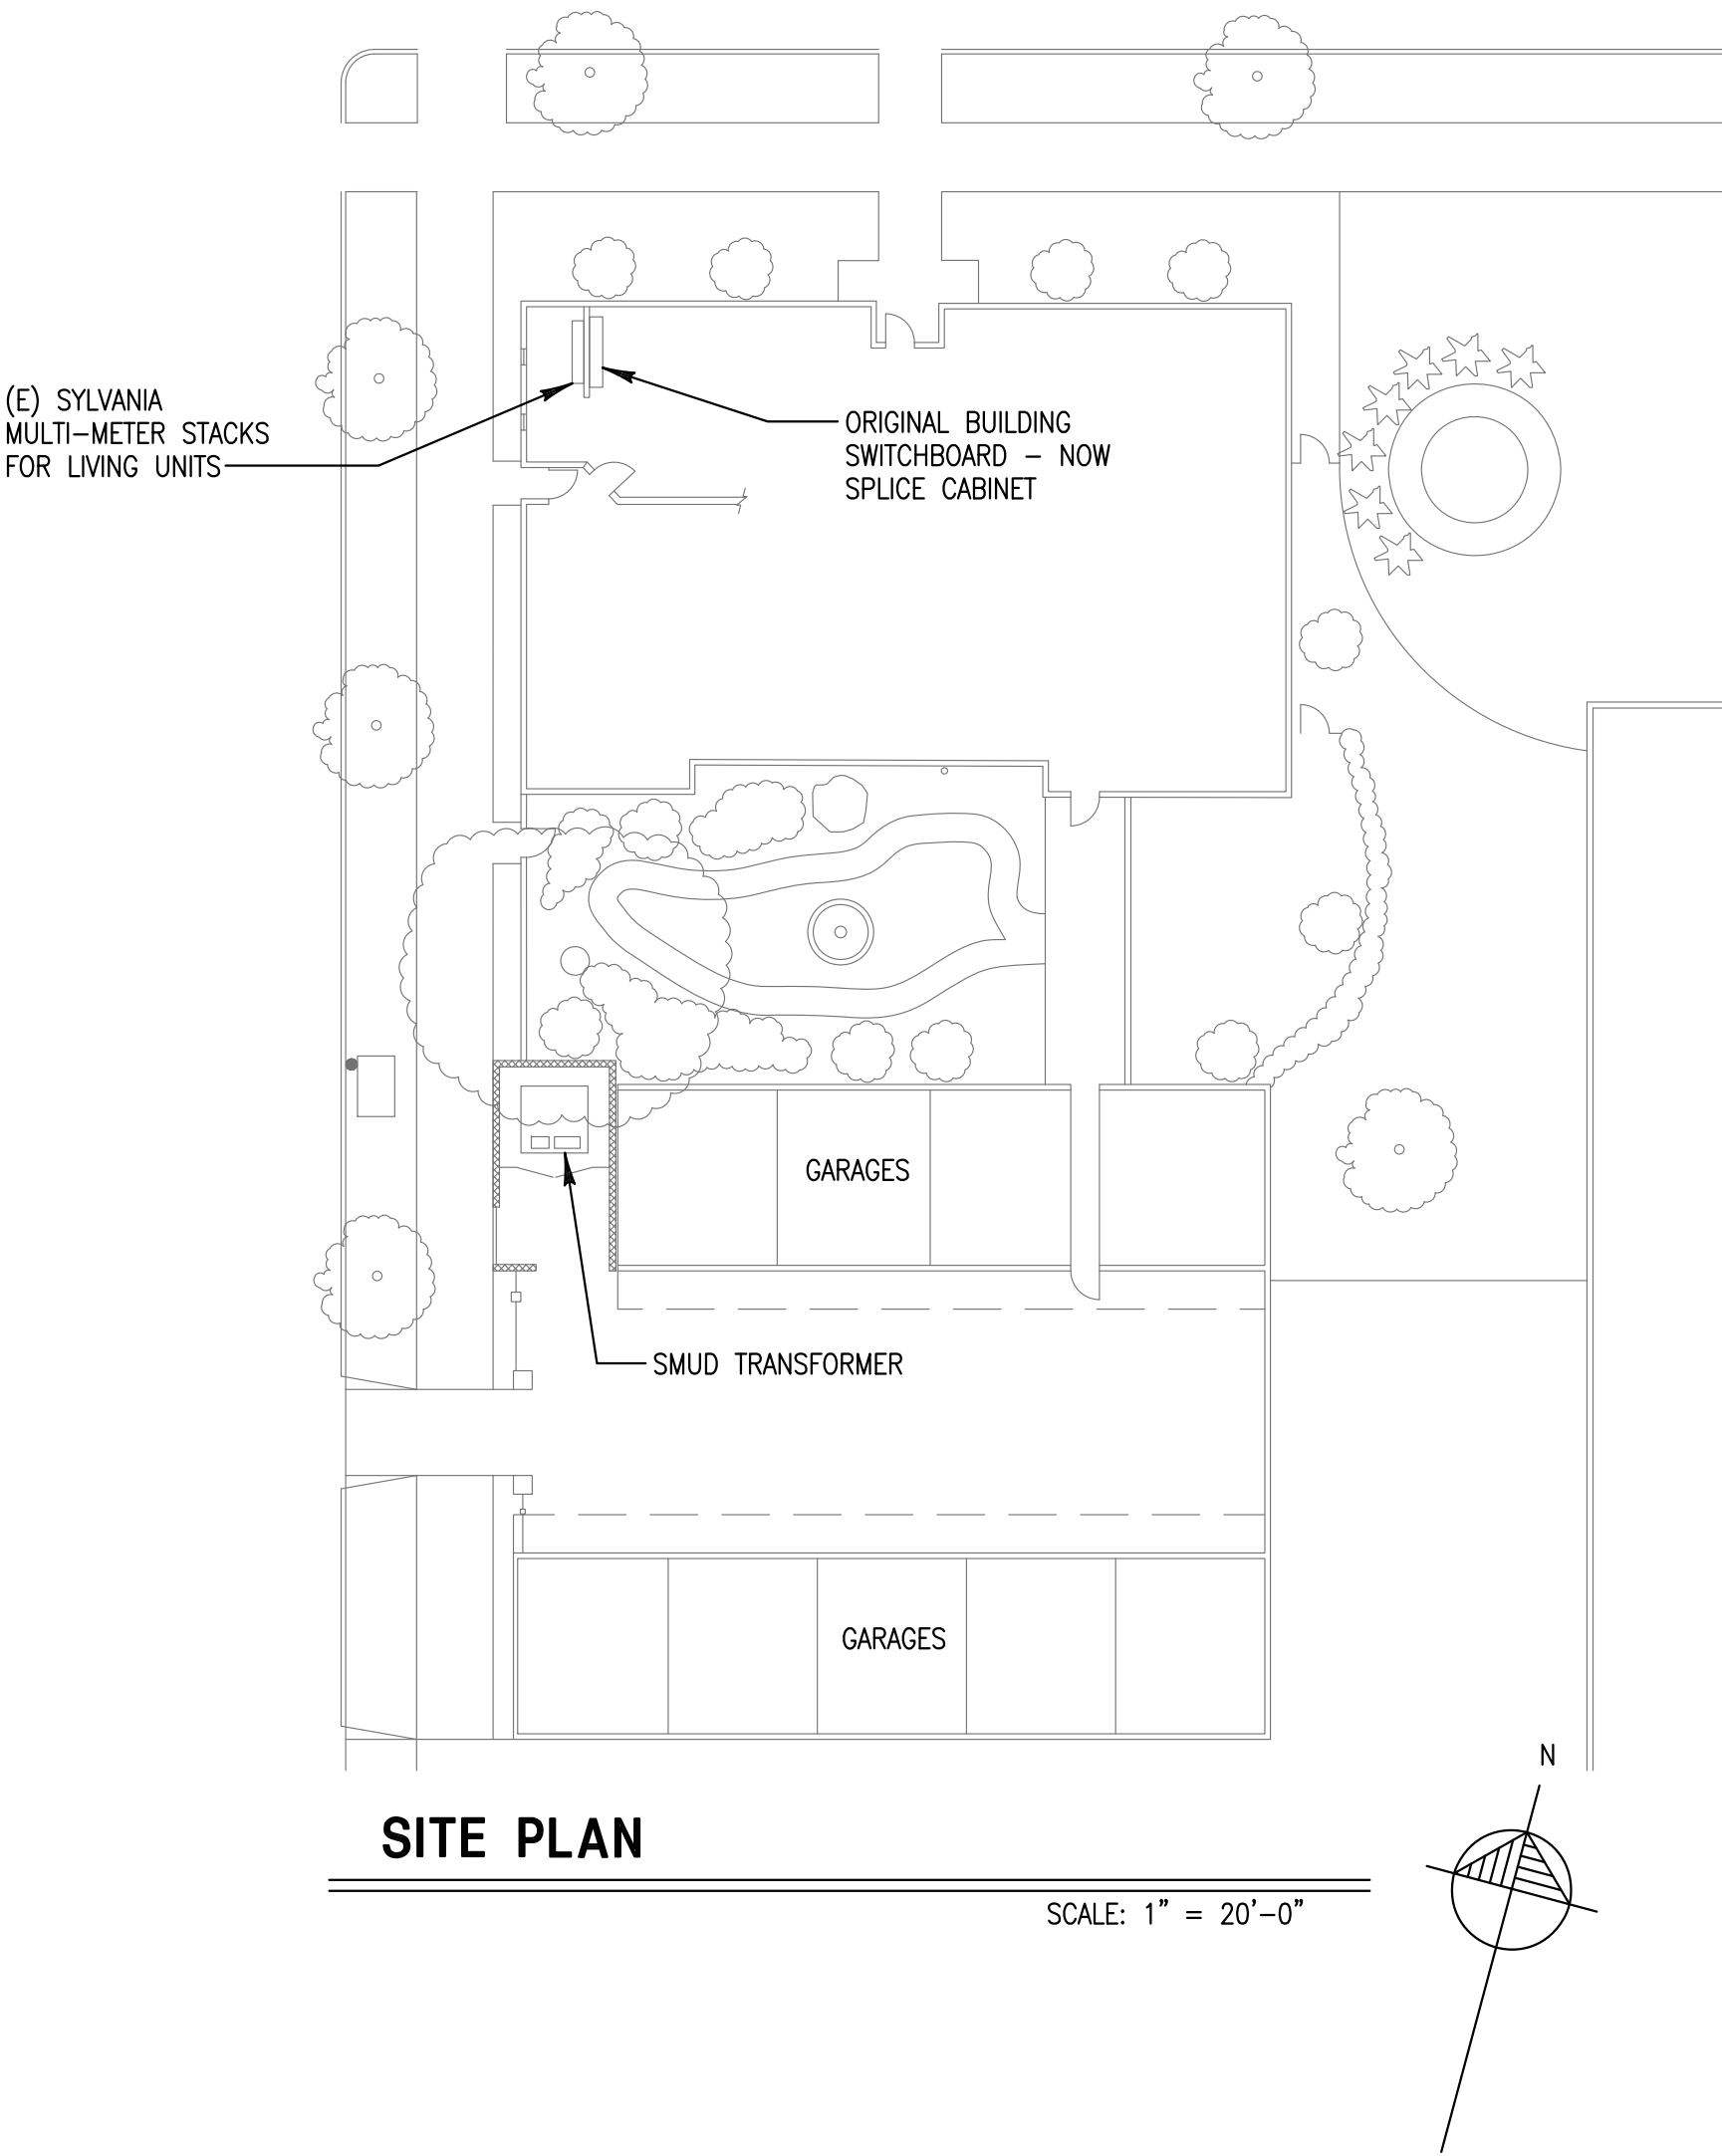 (E) SYLVANIA
MULTI-METER STACKS
FOR LIVING UNITS
ORIGINAL BUILDING
SWITCHBOARD - NOW
SPLICE CABINET
GARAGES
SMUD TRANSFORMER
GARAGES
N
SITE PLAN
SCALE: 1" = 20'-0"